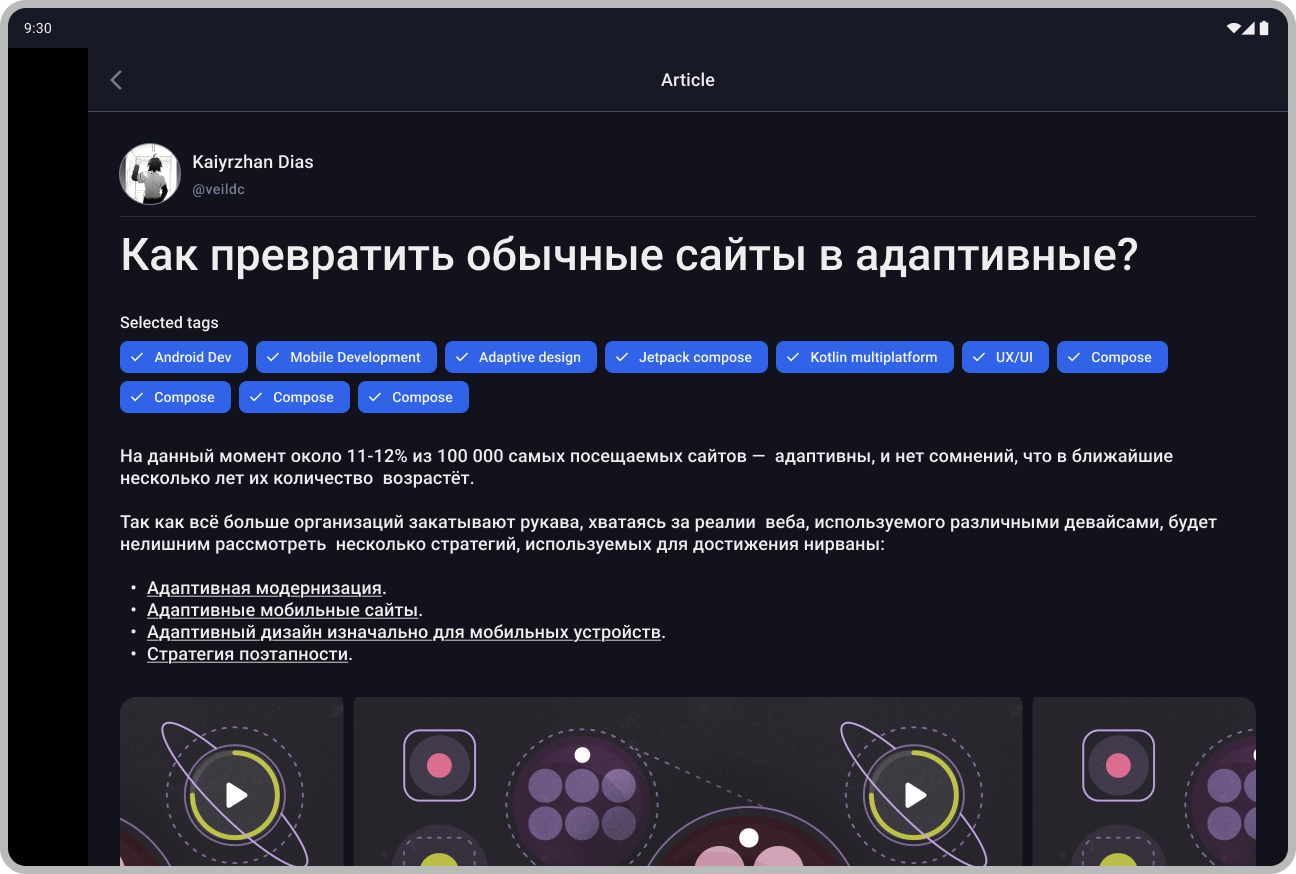 9:30
Article
Kaiyrzhan Dias
@veildc
Как превратить обычные сайты в адаптивные?
Selected tags
Android Dev Mobile Development Adaptive design Jetpack compose Kotlin multiplatform UX/UI Compose
Compose Compose Compose
На данный момент около 11-12% из 100 000 самых посещаемых сайтов —  адаптивны, и нет сомнений, что в ближайшие
несколько лет их количество  возрастёт.
Так как всё больше организаций закатывают рукава, хватаясь за реалии  веба, используемого различными девайсами, будет
нелишним рассмотреть  несколько стратегий, используемых для достижения нирваны:
• Адаптивная модернизация.
• Адаптивные мобильные сайты.
• Адаптивный дизайн изначально для мобильных устройств.
• Стратегия поэтапности.